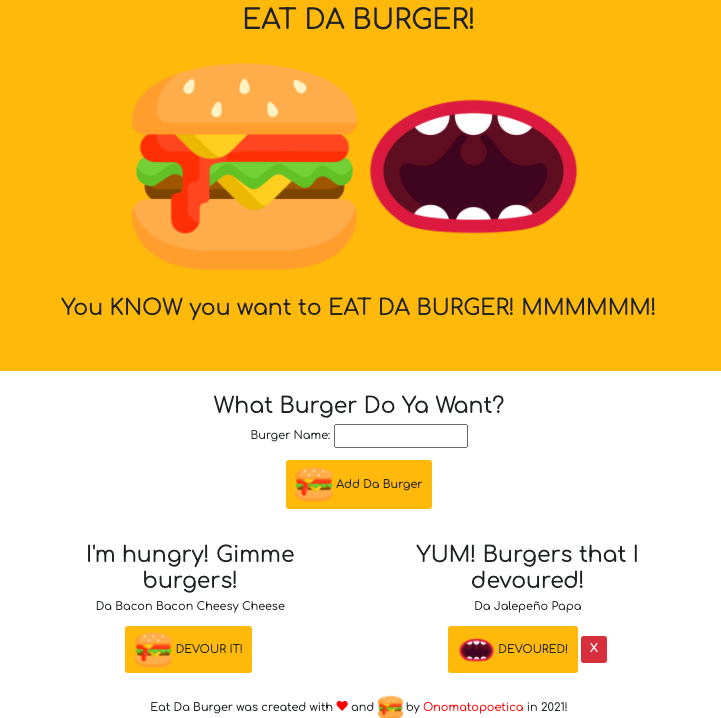 EAT DA BURGER!
You KNOW you want to EAT DA BURGER! MMMMMM!
What Burger Do Ya Want?
Burger Name:
Add Da Burger
I'm hungry! Gimme
burgers!
Da Bacon Bacon Cheesy Cheese
DEVOUR IT!
YUM! Burgers that I
devoured!
Da Jalepeño Papa
DEVOURED! X
Eat Da Burger was created with ❤ and 🍔 by Onomatopoetica in 2021!